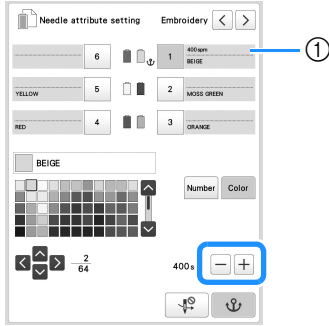 Needle attribute setting Embroidery
400spm
6 1 BEIGE
①
YELLOW 5 2 MOSS GREEN
RED 4 3 ORANGE
BEIGE
Number Color
2
64
400 s − +